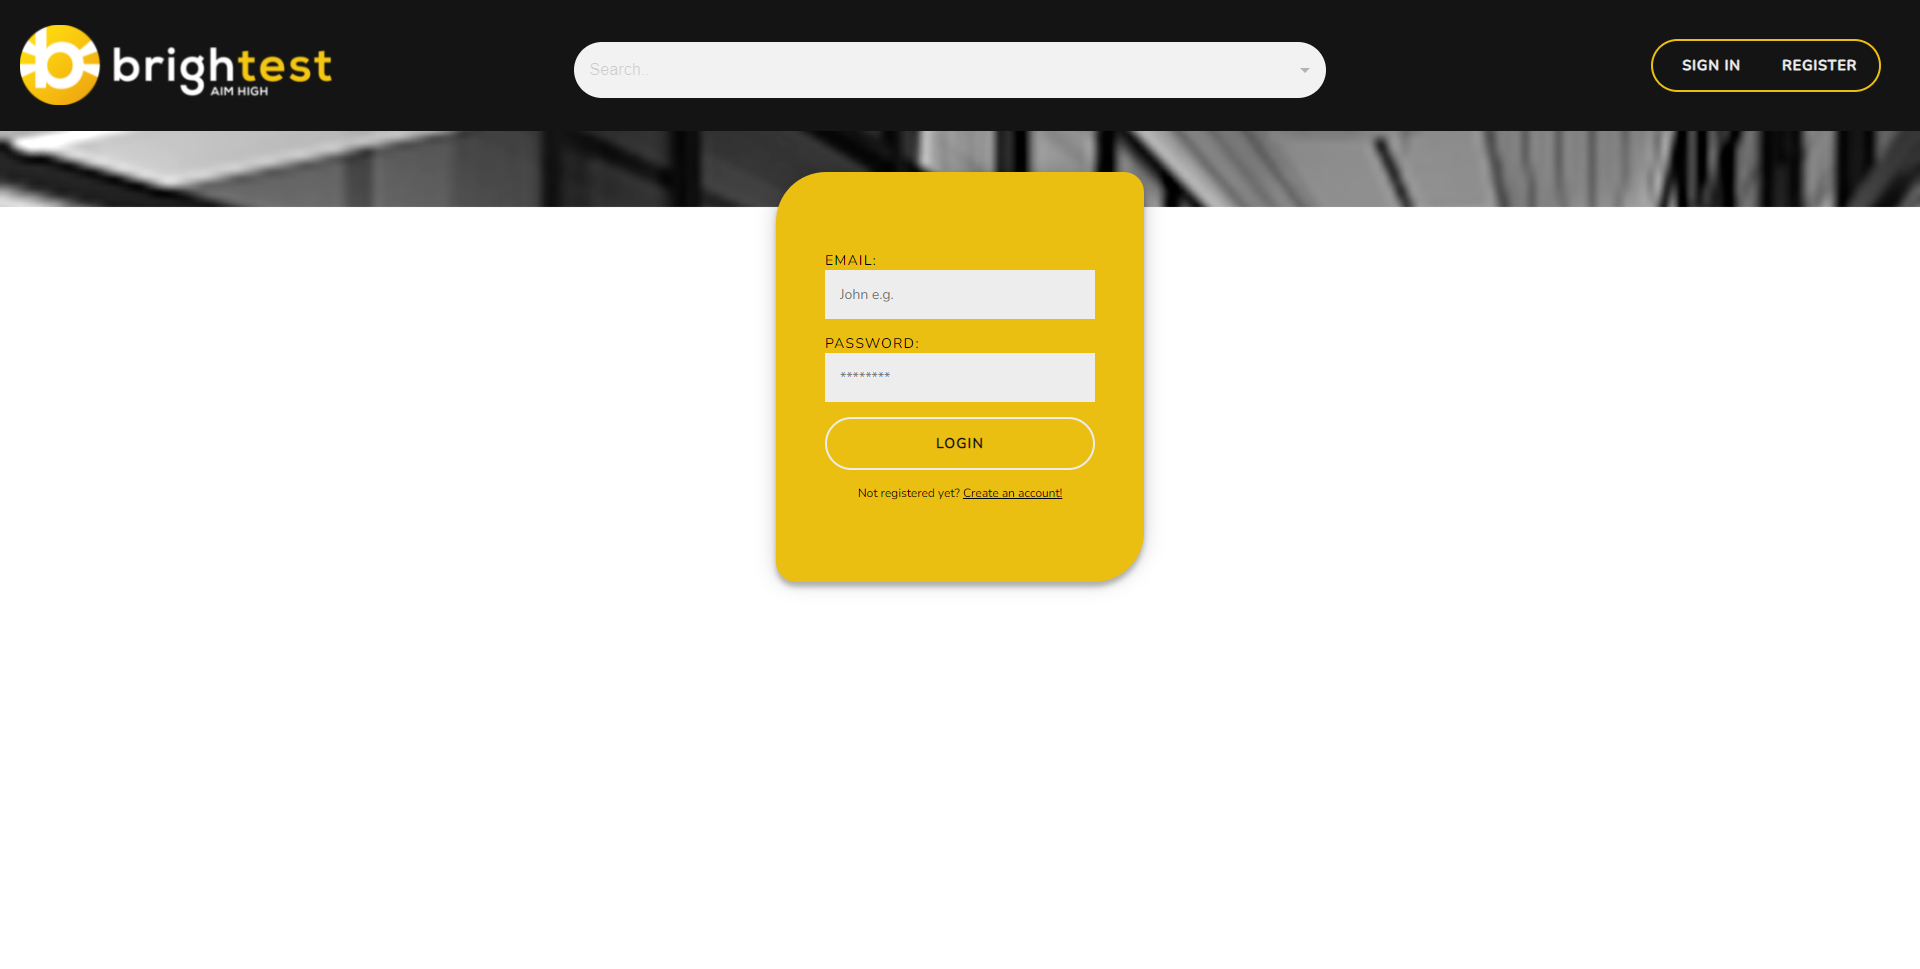 brightest
AIM HIGH
Search..
SIGN IN
REGISTER
EMAIL:
John e.g.
PASSWORD:
********
LOGIN
Not registered yet? Create an account!